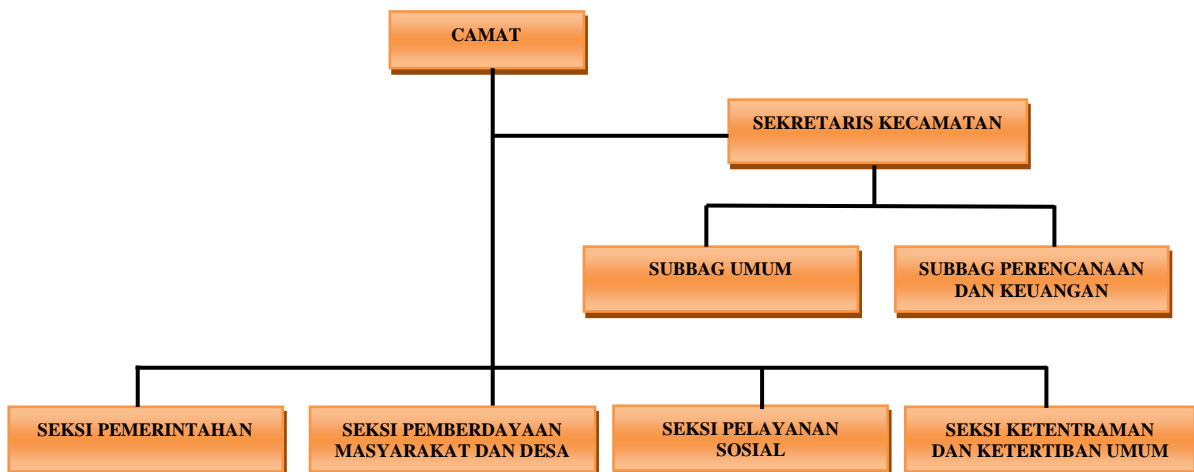 CAMAT
SEKRETARIS KECAMATAN
SUBBAG UMUM
SUBBAG PERENCANAAN
DAN KEUANGAN
SEKSI PEMERINTAHAN
SEKSI PEMBERDAYAAN
MASYARAKAT DAN DESA
SEKSI PELAYANAN
SOSIAL
SEKSI KETENTRAMAN
DAN KETERTIBAN UMUM